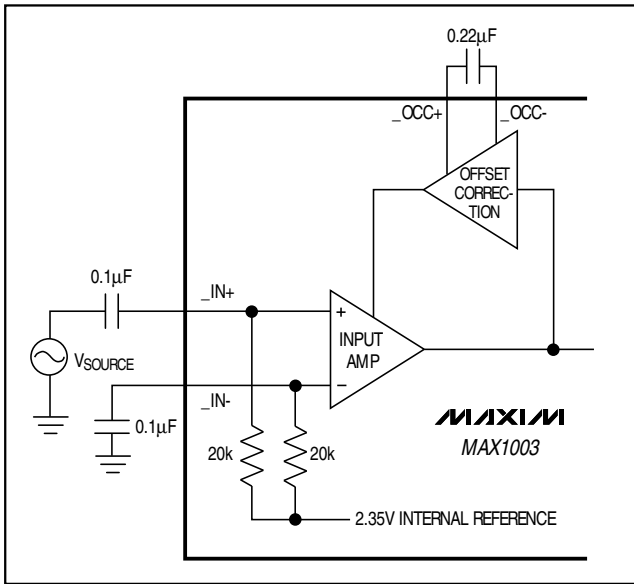 0.22µF
_OCC+
_OCC-
OFFSET
CORREC-
TION
0.1µF
_IN+
+
INPUT
AMP
VSOURCE
_IN-
−
0.1µF
MAXIM
MAX1003
20k
20k
2.35V INTERNAL REFERENCE